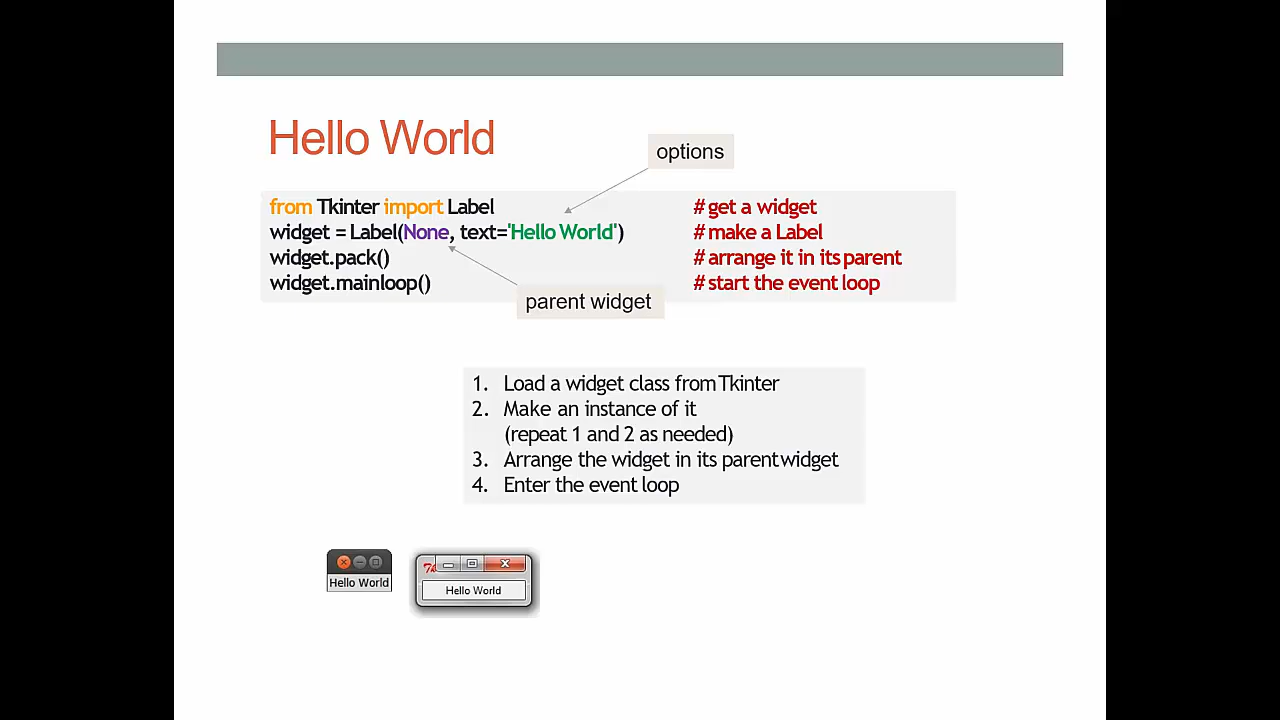 Hello World
options
from Tkinter import Label # get a widget
widget = Label(None, text='Hello World') # make a Label
widget.pack() # arrange it in its parent
widget.mainloop() # start the event loop
parent widget
1. Load a widget class from Tkinter
2. Make an instance of it
(repeat 1 and 2 as needed)
3. Arrange the widget in its parent widget
4. Enter the event loop
Hello World
Hello World